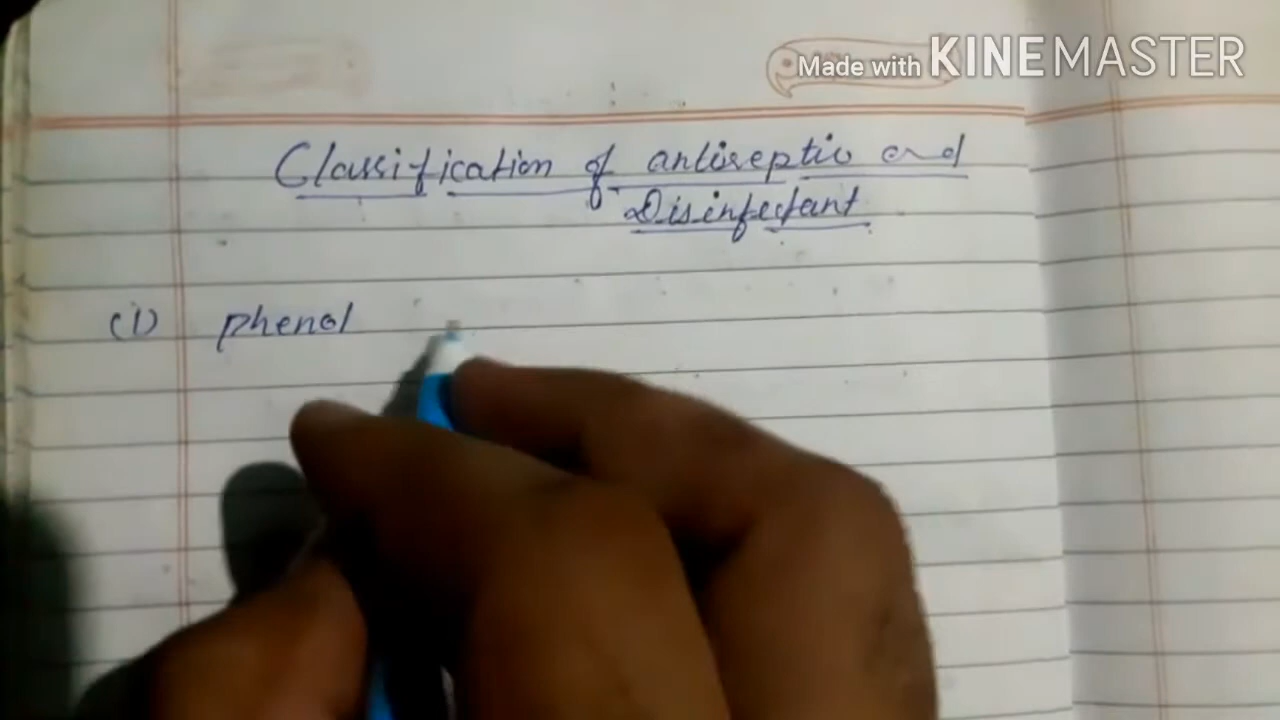 Made with KINEMASTER
Classification of antiseptic and
Disinfectant
(1) phenol